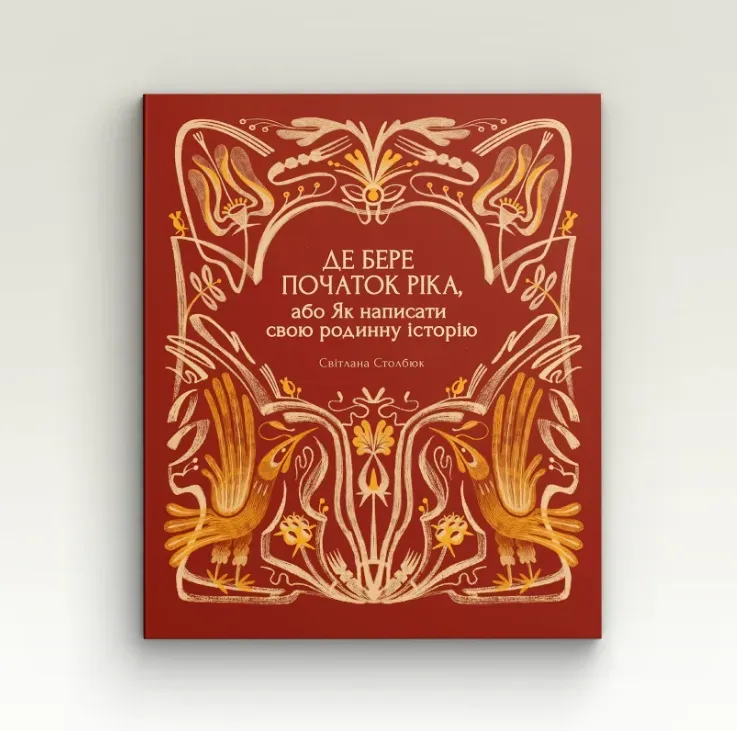 ДЕ БЕРЕ
ПОЧАТОК РІКА,
або Як написати
свою родинну історію
Світлана Столбюк